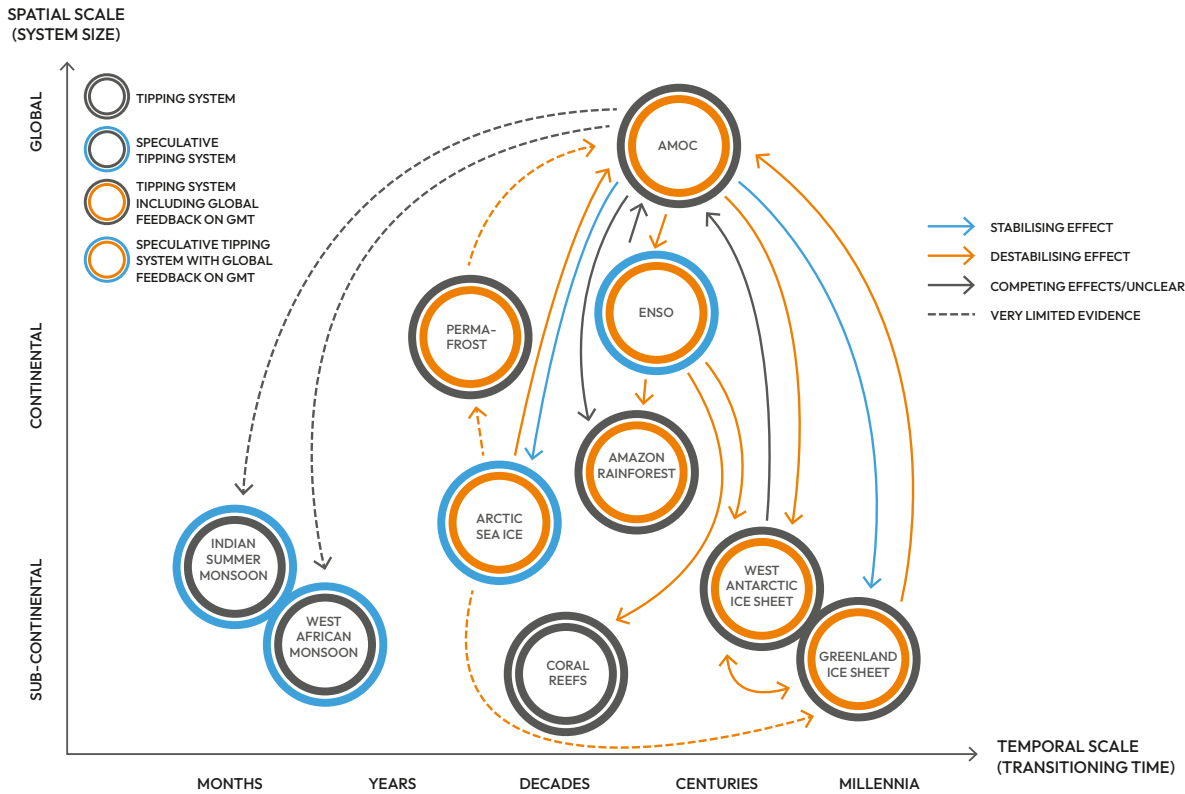 SPATIAL SCALE
(SYSTEM SIZE)
GLOBAL
CONTINENTAL
SUB-CONTINENTAL
TIPPING SYSTEM
SPECULATIVE
TIPPING SYSTEM
TIPPING SYSTEM
INCLUDING GLOBAL
FEEDBACK ON GMT
SPECULATIVE TIPPING
SYSTEM WITH GLOBAL
FEEDBACK ON GMT
STABILISING EFFECT
DESTABILISING EFFECT
COMPETING EFFECTS/UNCLEAR
VERY LIMITED EVIDENCE
AMOC
ENSO
PERMA-
FROST
AMAZON
RAINFOREST
ARCTIC
SEA ICE
INDIAN
SUMMER
MONSOON
WEST
AFRICAN
MONSOON
CORAL
REEFS
WEST
ANTARCTIC
ICE SHEET
GREENLAND
ICE SHEET
MONTHS
YEARS
DECADES
CENTURIES
MILLENNIA
TEMPORAL SCALE
(TRANSITIONING TIME)